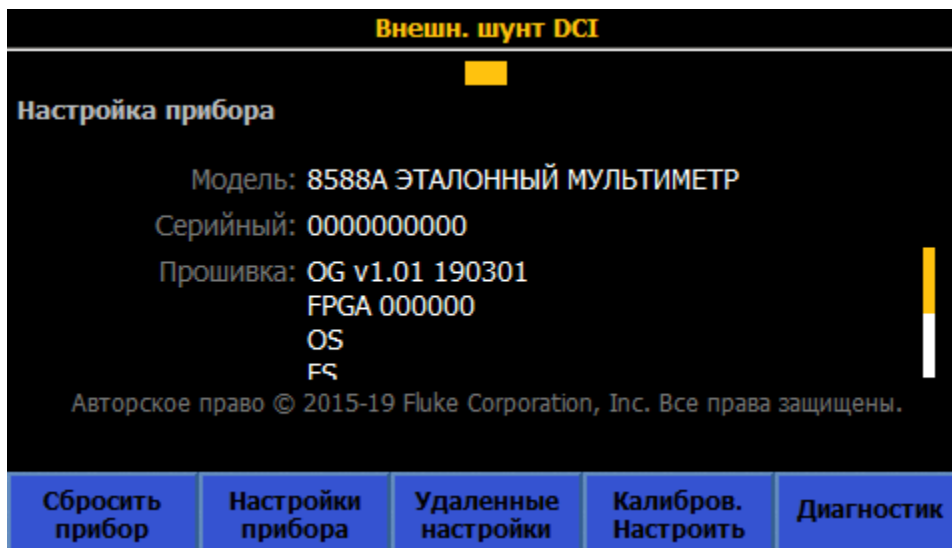 Внешн. шунт DCI
Настройка прибора
Модель: 8588A ЭТАЛОННЫЙ МУЛЬТИМЕТР
Серийный: 0000000000
Прошивка: OG v1.01 190301
FPGA 000000
OS
FS
Авторское право © 2015-19 Fluke Corporation, Inc. Все права защищены.
Сбросить прибор
Настройки прибора
Удаленные настройки
Калибров. Настроить
Диагностик